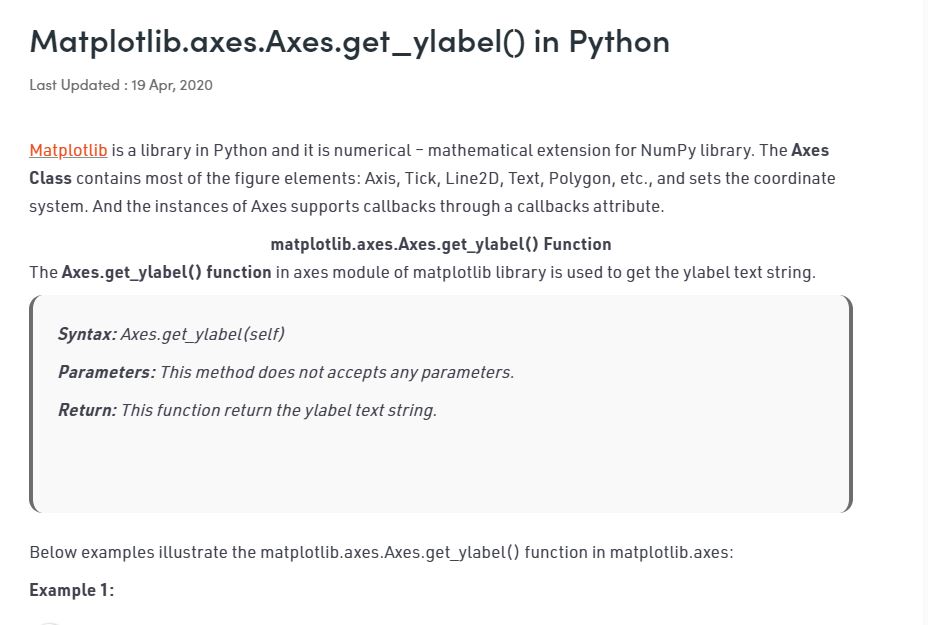 Matplotlib.axes.Axes.get_ylabel() in Python
Last Updated : 19 Apr, 2020
Matplotlib is a library in Python and it is numerical – mathematical extension for NumPy library. The Axes
Class contains most of the figure elements: Axis, Tick, Line2D, Text, Polygon, etc., and sets the coordinate
system. And the instances of Axes supports callbacks through a callbacks attribute.
matplotlib.axes.Axes.get_ylabel() Function
The Axes.get_ylabel() function in axes module of matplotlib library is used to get the ylabel text string.
Syntax: Axes.get_ylabel(self)
Parameters: This method does not accepts any parameters.
Return: This function return the ylabel text string.
Below examples illustrate the matplotlib.axes.Axes.get_ylabel() function in matplotlib.axes:
Example 1: